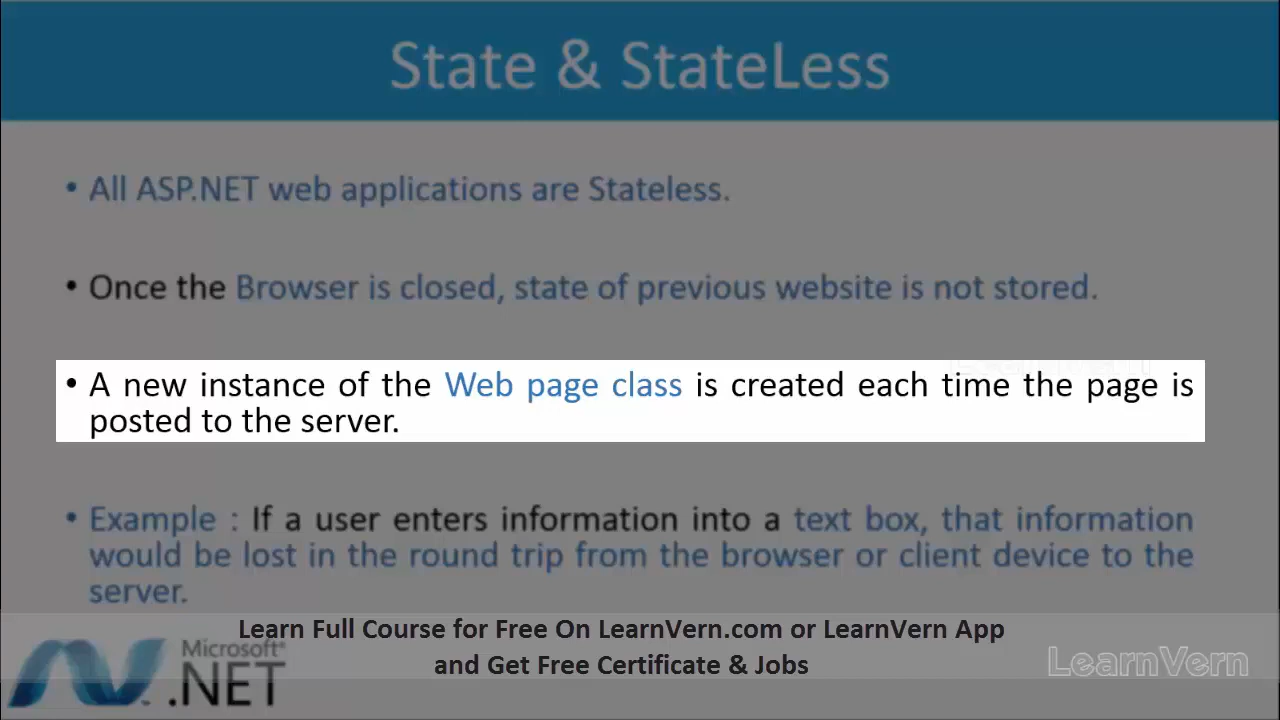 State & StateLess
• All ASP.NET web applications are Stateless.
• Once the Browser is closed, state of previous website is not stored.
LearnVern
• A new instance of the Web page class is created each time the page is
posted to the server.
• Example : If a user enters information into a text box, that information
would be lost in the round trip from the browser or client device to the
server.
Learn Full Course for Free On LearnVern.com or LearnVern App
and Get Free Certificate & Jobs
Microsoft®
.NET
LearnVern